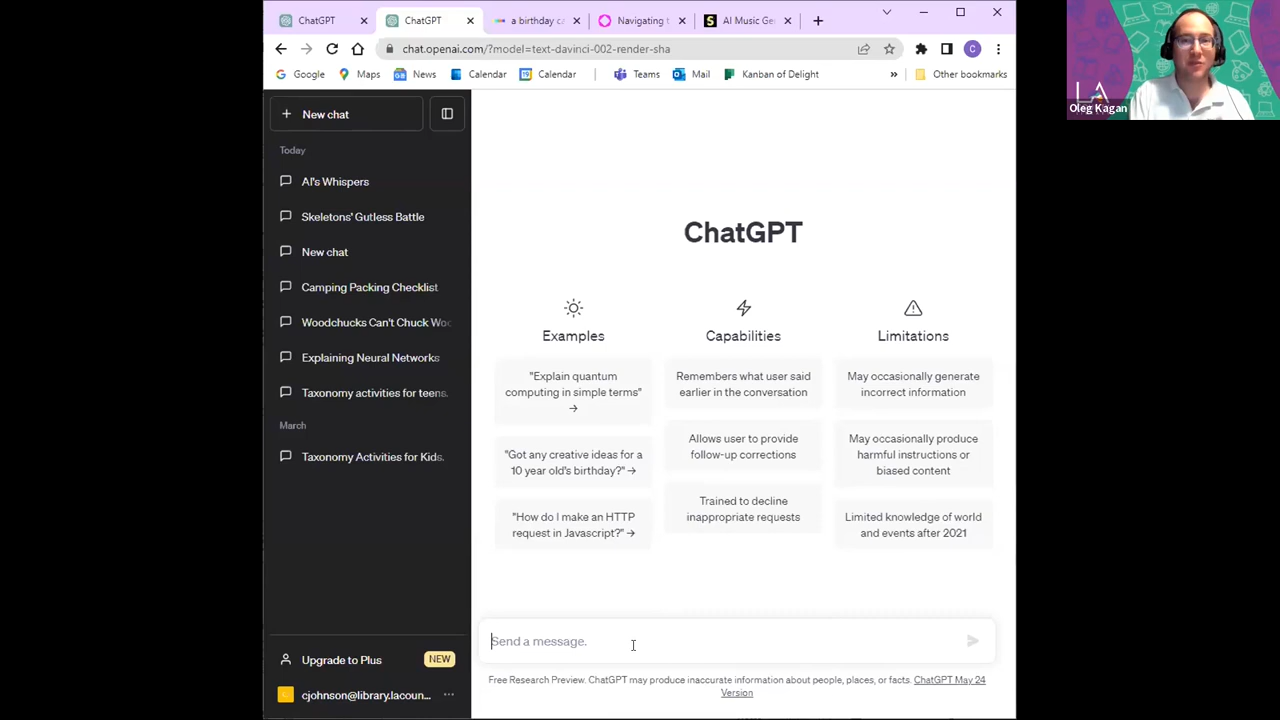 ChatGPT
ChatGPT
a birthday ca
Navigating t
AI Music Ge
chat.openai.com/?model=text-davinci-002-render-sha
C
Google
Maps
News
Calendar
Calendar
Teams
Mail
Kanban of Delight
»
Other bookmarks
LA
Oleg Kagan
+ New chat
Today
AI's Whispers
Skeletons' Gutless Battle
New chat
Camping Packing Checklist
Woodchucks Can't Chuck Woo
Explaining Neural Networks
Taxonomy activities for teens.
March
Taxonomy Activities for Kids.
Upgrade to Plus
NEW
cjohnson@library.lacoun...
ChatGPT
Examples
"Explain quantum
computing in simple terms"
→
"Got any creative ideas for a
10 year old's birthday?" →
"How do I make an HTTP
request in Javascript?" →
Capabilities
Remembers what user said
earlier in the conversation
Allows user to provide
follow-up corrections
Trained to decline
inappropriate requests
Limitations
May occasionally generate
incorrect information
May occasionally produce
harmful instructions or
biased content
Limited knowledge of world
and events after 2021
Send a message.
Free Research Preview. ChatGPT may produce inaccurate information about people, places, or facts. ChatGPT May 24
Version